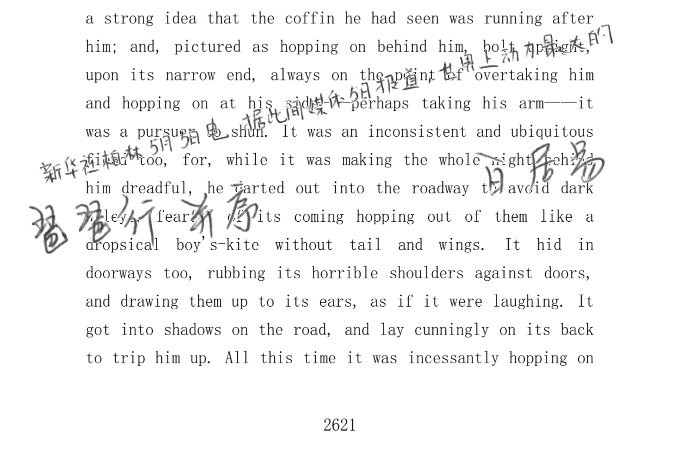 a strong idea that the coffin he had seen was running after
him; and, pictured as hopping on behind him, bolt upright,
upon its narrow end, always on the point of overtaking him
and hopping on at his side——perhaps taking his arm——it
was a pursuer to shun. It was an inconsistent and ubiquitous
fiend too, for, while it was making the whole night behind
him dreadful, he darted out into the roadway to avoid dark
alleys, fearful of its coming hopping out of them like a
dropsical boy's-kite without tail and wings. It hid in
doorways too, rubbing its horrible shoulders against doors,
and drawing them up to its ears, as if it were laughing. It
got into shadows on the road, and lay cunningly on its back
to trip him up. All this time it was incessantly hopping on
新华社柏林5月5日电 据此间媒体5日报道,世界上动力最大的
白居易
琵琶行 并序
2621